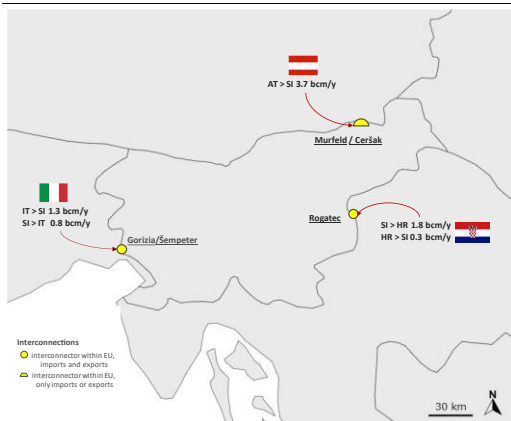 AT > SI 3.7 bcm/y
Murfeld / Ceršak
IT > SI 1.3 bcm/y
SI > IT 0.8 bcm/y
Gorizia/Šempeter
Rogatec
SI > HR 1.8 bcm/y
HR > SI 0.3 bcm/y
Interconnections
interconnector within EU,
imports and exports
interconnector within EU,
only imports or exports
30 km
N